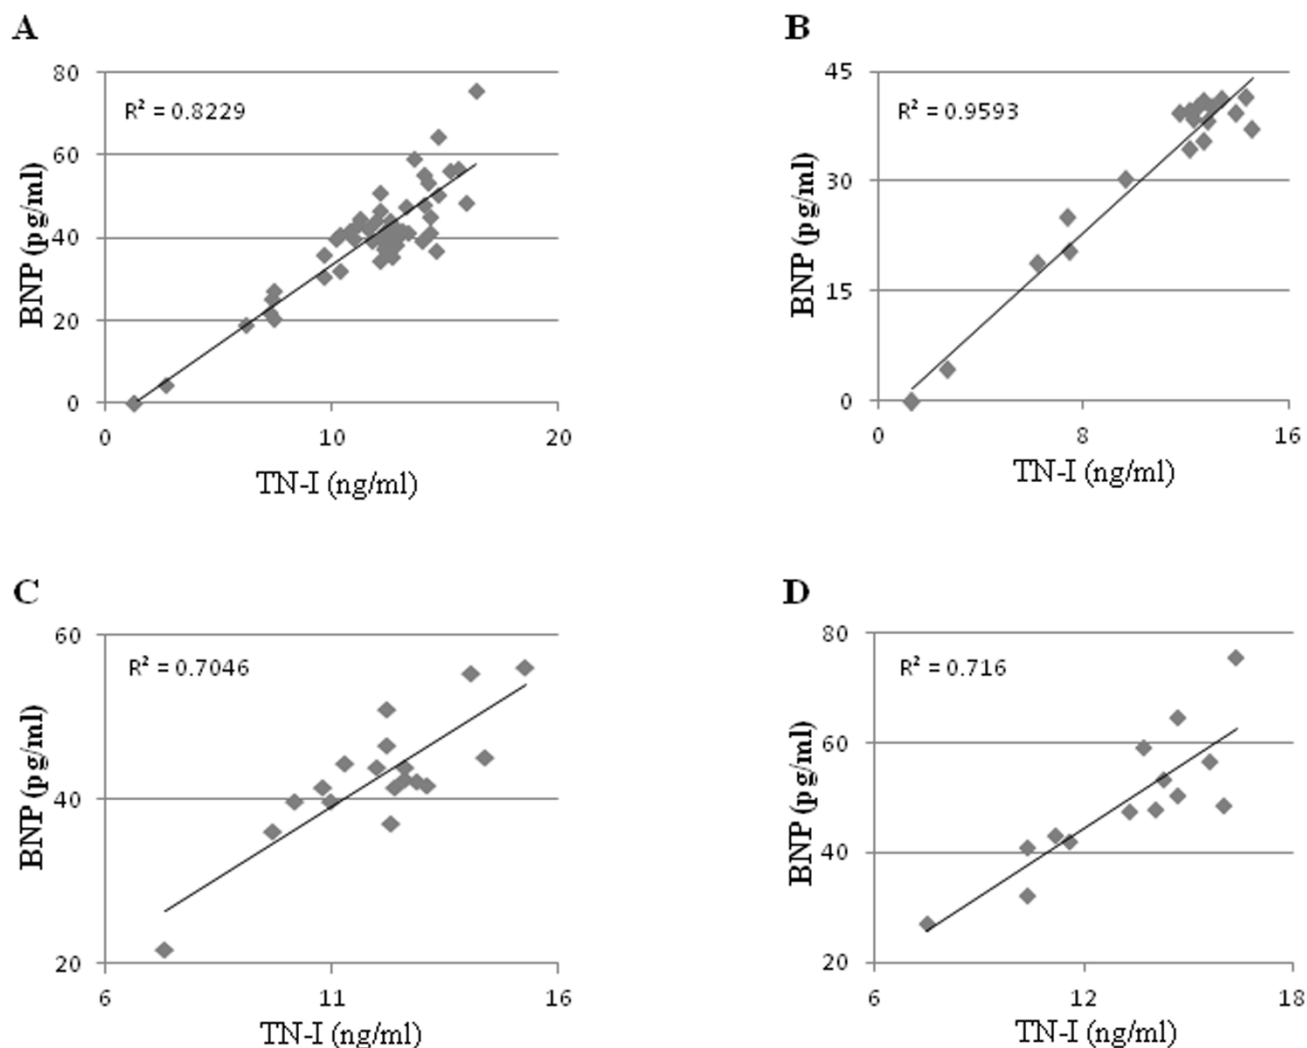 A
BNP (pg/ml)
80
60
40
20
0
R² = 0.8229
0 10 20
TN-I (ng/ml)
B
BNP (pg/ml)
45
30
15
0
R² = 0.9593
0 8 16
TN-I (ng/ml)
C
BNP (pg/ml)
60
40
20
R² = 0.7046
6 11 16
TN-I (ng/ml)
D
BNP (pg/ml)
80
60
40
20
R² = 0.716
6 12 18
TN-I (ng/ml)